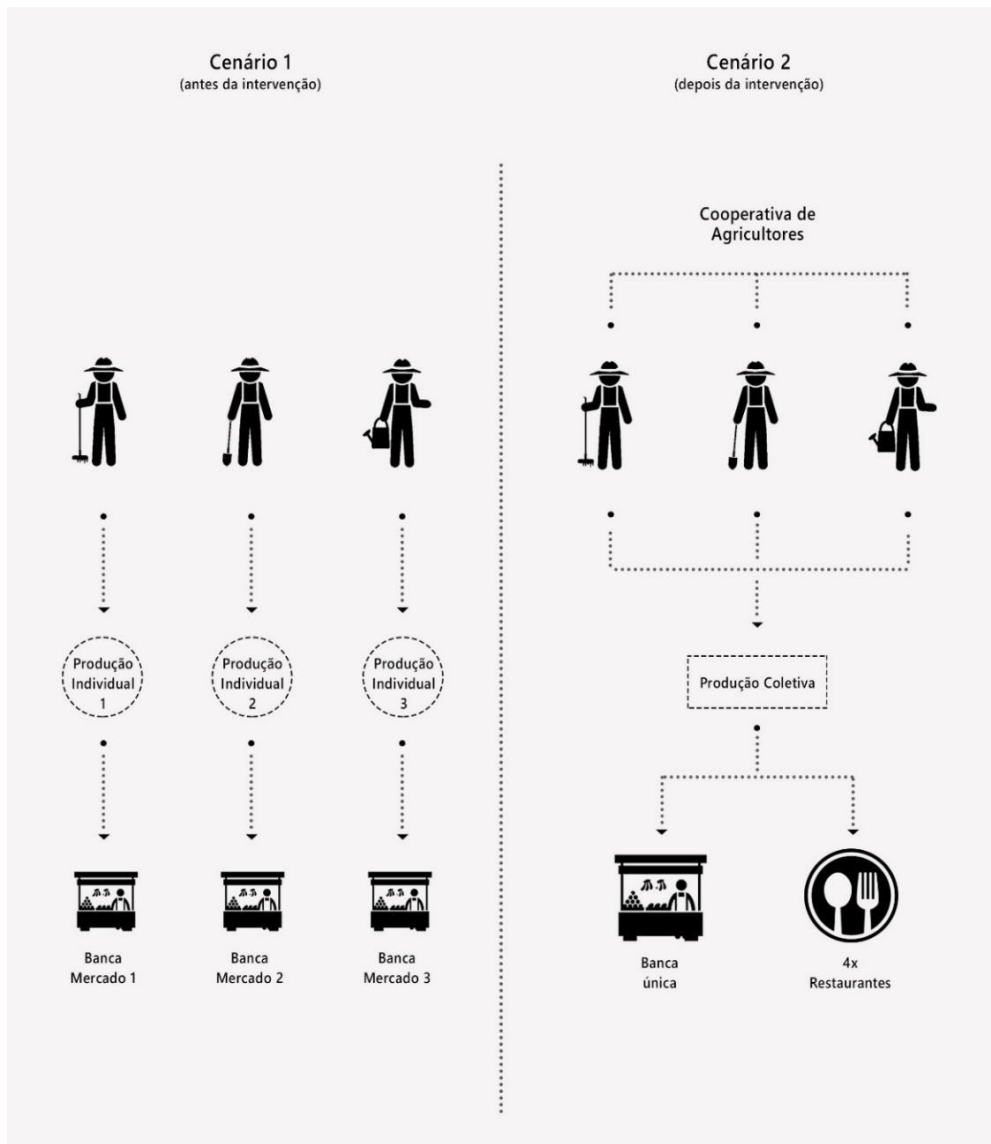 Cenário 1
(antes da intervenção)
Produção
Individual
1
Produção
Individual
2
Produção
Individual
3
Banca
Mercado 1
Banca
Mercado 2
Banca
Mercado 3
Cenário 2
(depois da intervenção)
Cooperativa de
Agricultores
Produção Coletiva
Banca
única
4x
Restaurantes